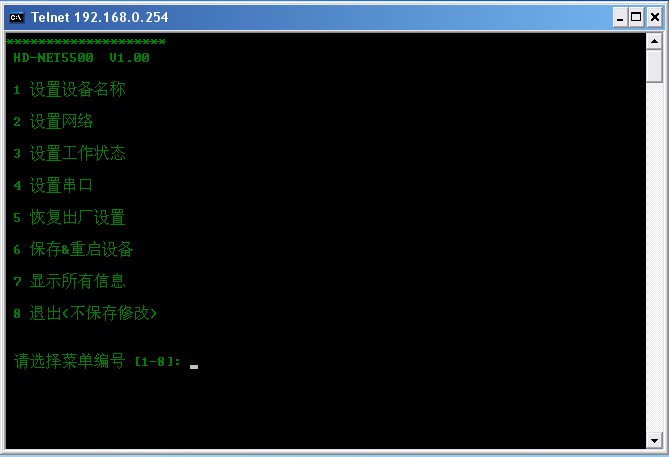 Telnet 192.168.0.254
********************
HD-NET5500 V1.00
1 设置设备名称
2 设置网络
3 设置工作状态
4 设置串口
5 恢复出厂设置
6 保存&重启设备
7 显示所有信息
8 退出(不保存修改)
请选择菜单编号 [1-8]: